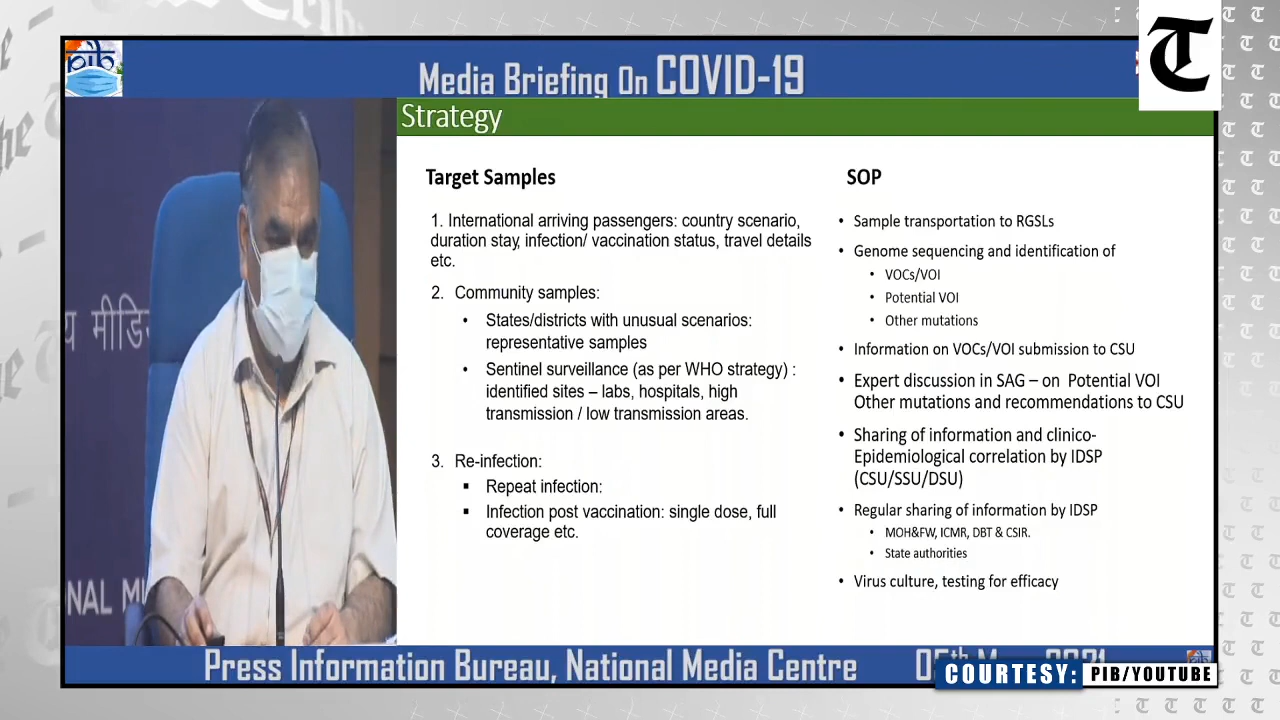 pib
Media Briefing On COVID-19
T
Strategy
Target Samples
1. International arriving passengers: country scenario,
duration stay, infection/ vaccination status, travel details
etc.
2. Community samples:
• States/districts with unusual scenarios:
representative samples
• Sentinel surveillance (as per WHO strategy) :
identified sites – labs, hospitals, high
transmission / low transmission areas.
3. Re-infection:
▪ Repeat infection:
▪ Infection post vaccination: single dose, full
coverage etc.
SOP
• Sample transportation to RGSLs
• Genome sequencing and identification of
• VOCs/VOI
• Potential VOI
• Other mutations
• Information on VOCs/VOI submission to CSU
• Expert discussion in SAG – on Potential VOI
Other mutations and recommendations to CSU
• Sharing of information and clinico-
Epidemiological correlation by IDSP
(CSU/SSU/DSU)
• Regular sharing of information by IDSP
• MOH&FW, ICMR, DBT & CSIR.
• State authorities
• Virus culture, testing for efficacy
य मीडि
NAL M
Press Information Bureau, National Media Centre
COURTESY: PIB/YOUTUBE